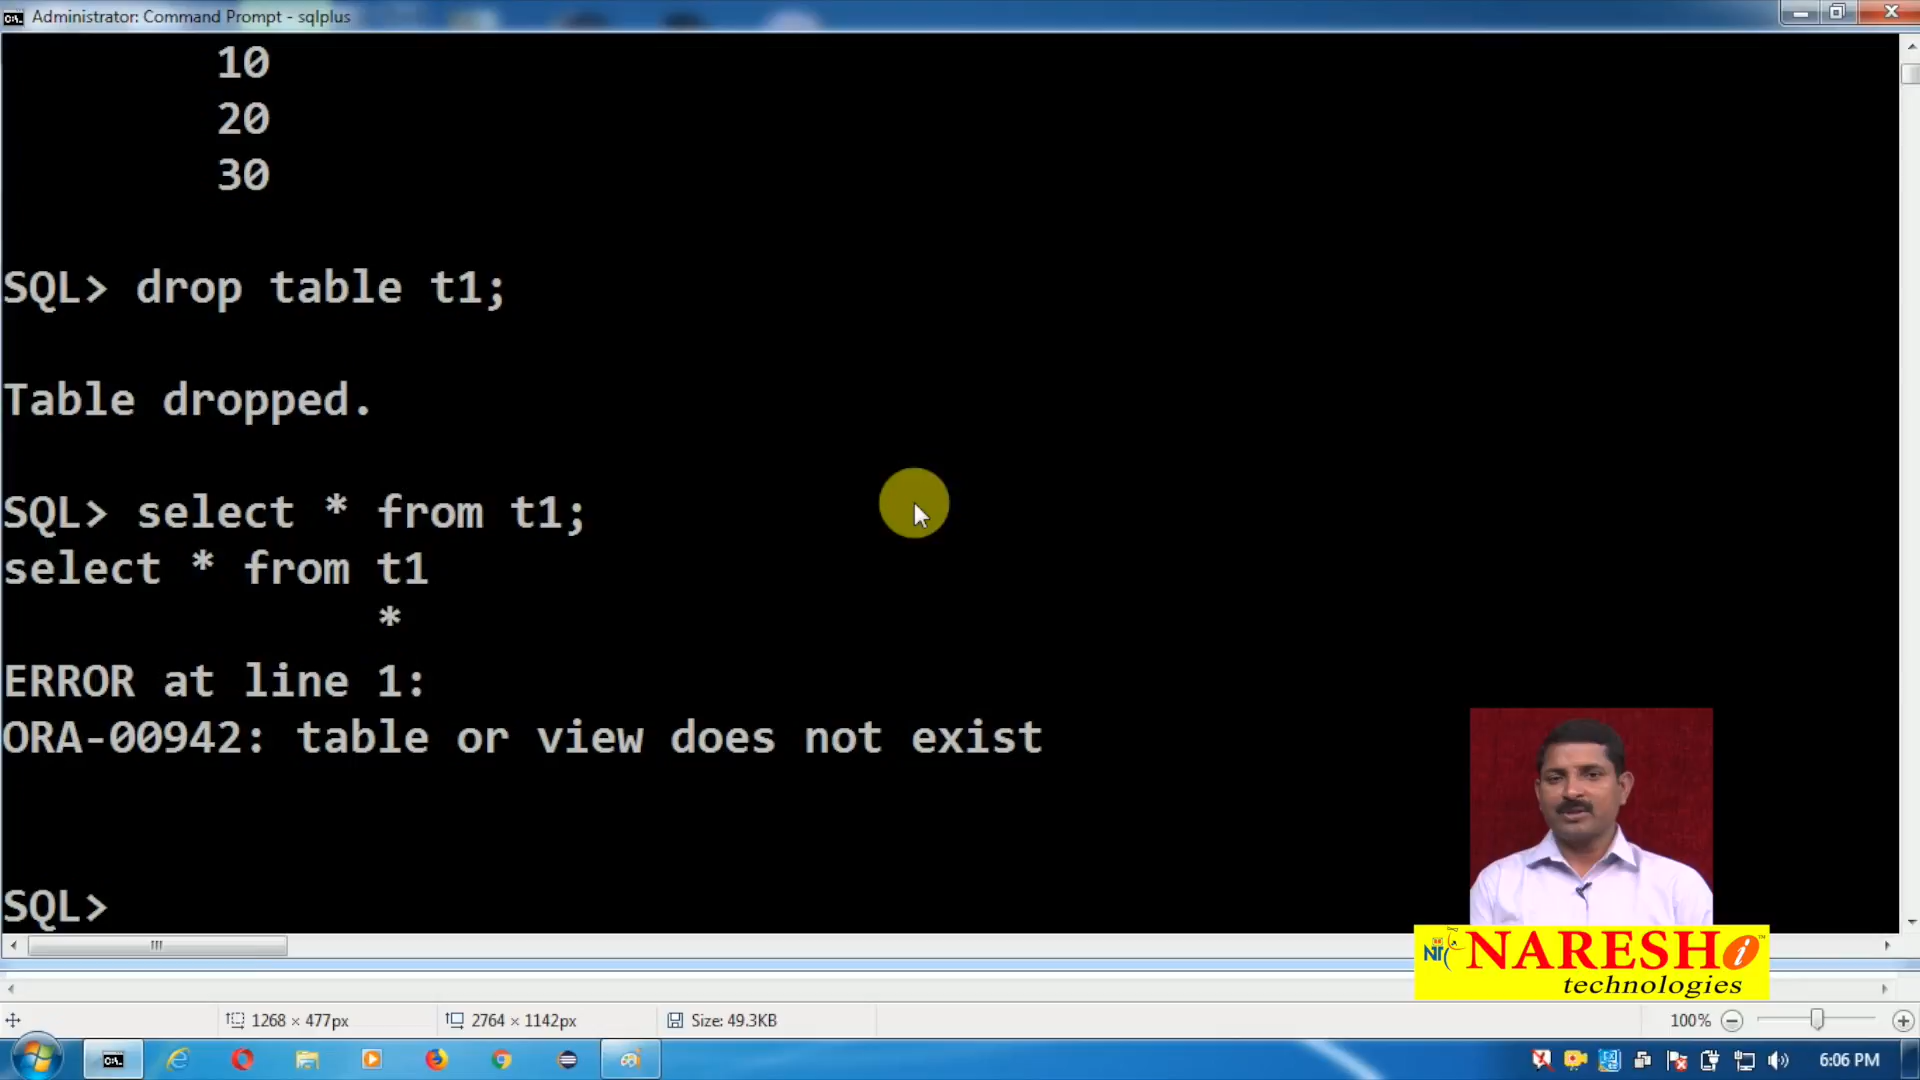 Administrator: Command Prompt - sqlplus
10
20
30
SQL> drop table t1;
Table dropped.
SQL> select * from t1;
select * from t1
*
ERROR at line 1:
ORA-00942: table or view does not exist
SQL>
NARESH i
technologies
1268 × 477px
2764 × 1142px
Size: 49.3KB
100%
6:06 PM